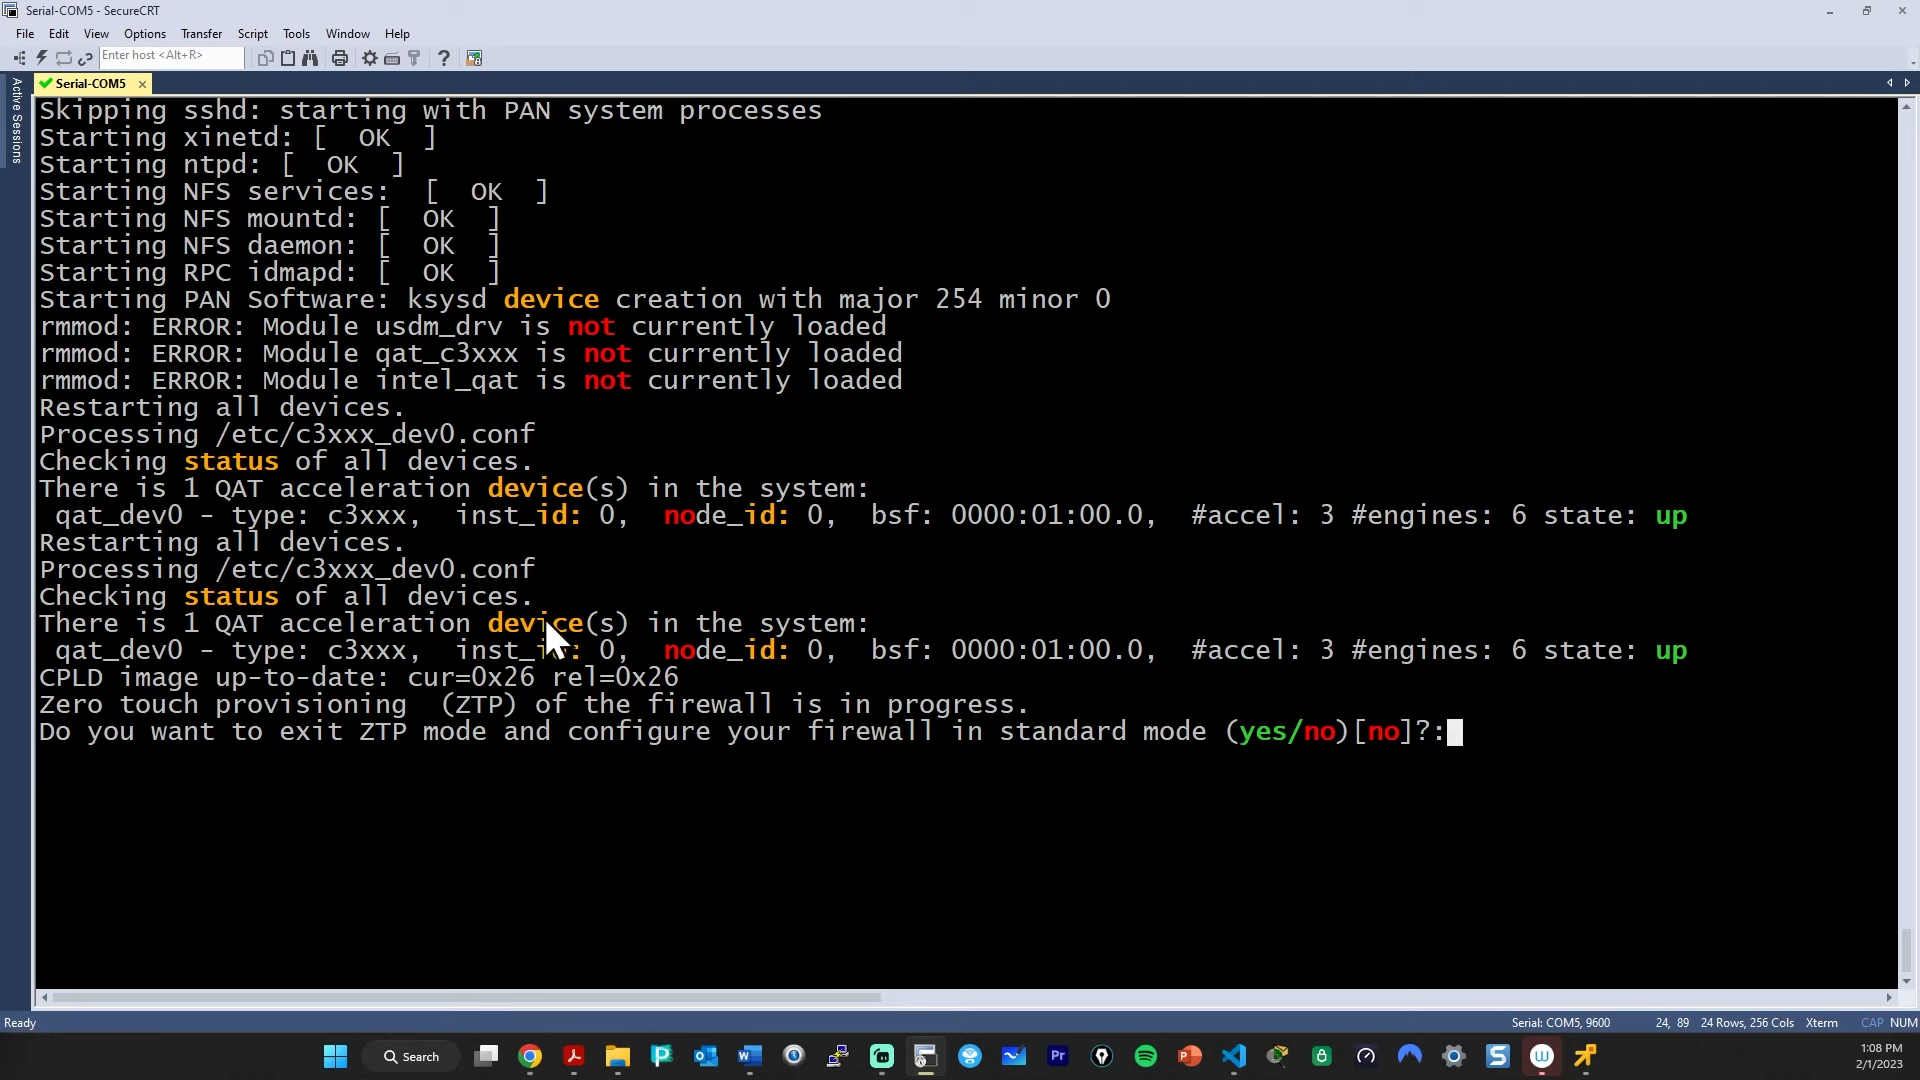 Serial-COM5 - SecureCRT
File Edit View Options Transfer Script Tools Window Help
Enter host <Alt+R>
Active Sessions
Serial-COM5
Skipping sshd: starting with PAN system processes
Starting xinetd: [  OK  ]
Starting ntpd: [  OK  ]
Starting NFS services:  [  OK  ]
Starting NFS mountd: [  OK  ]
Starting NFS daemon: [  OK  ]
Starting RPC idmapd: [  OK  ]
Starting PAN Software: ksysd device creation with major 254 minor 0
rmmod: ERROR: Module usdm_drv is not currently loaded
rmmod: ERROR: Module qat_c3xxx is not currently loaded
rmmod: ERROR: Module intel_qat is not currently loaded
Restarting all devices.
Processing /etc/c3xxx_dev0.conf
Checking status of all devices.
There is 1 QAT acceleration device(s) in the system:
 qat_dev0 - type: c3xxx,  inst_id: 0,  node_id: 0,  bsf: 0000:01:00.0,  #accel: 3 #engines: 6 state: up
Restarting all devices.
Processing /etc/c3xxx_dev0.conf
Checking status of all devices.
There is 1 QAT acceleration device(s) in the system:
 qat_dev0 - type: c3xxx,  inst_id: 0,  node_id: 0,  bsf: 0000:01:00.0,  #accel: 3 #engines: 6 state: up
CPLD image up-to-date: cur=0x26 rel=0x26
Zero touch provisioning  (ZTP) of the firewall is in progress.
Do you want to exit ZTP mode and configure your firewall in standard mode (yes/no)[no]?:
Ready Serial: COM5, 9600 24, 89 24 Rows, 256 Cols Xterm CAP NUM
Search
1:08 PM
2/1/2023